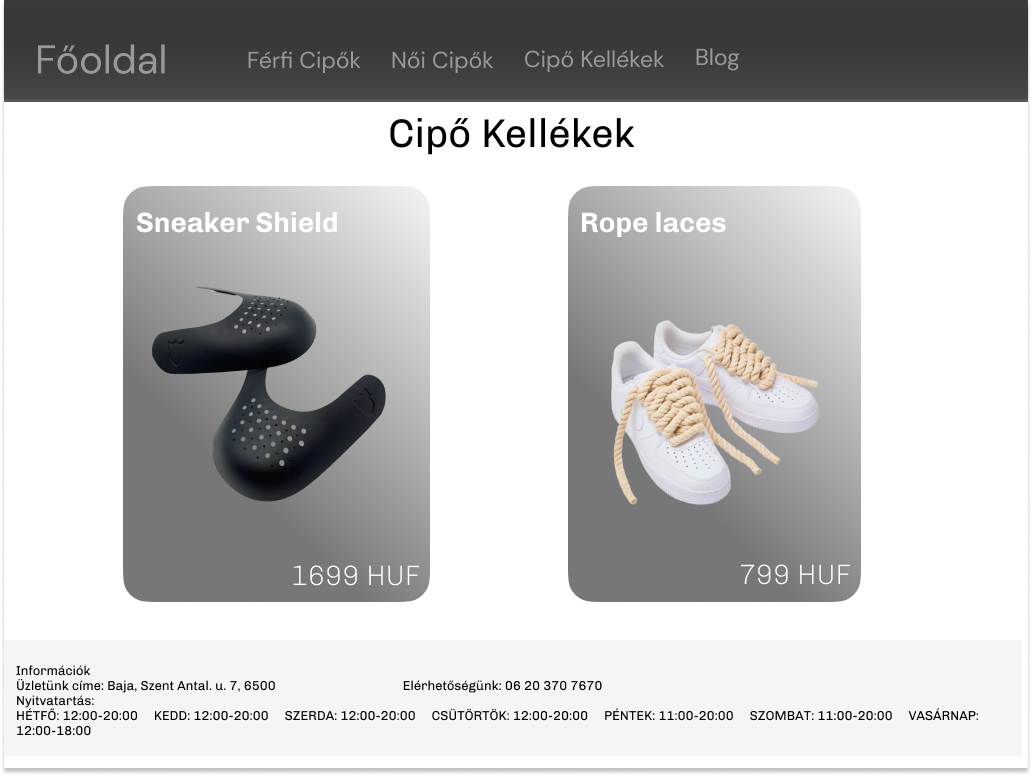 Főoldal Férfi Cipők Női Cipők Cipő Kellékek Blog
Cipő Kellékek
Sneaker Shield
1699 HUF
Rope laces
799 HUF
Információk
Üzletünk címe: Baja, Szent Antal. u. 7, 6500 Elérhetőségünk: 06 20 370 7670
Nyitvatartás:
HÉTFŐ: 12:00-20:00 KEDD: 12:00-20:00 SZERDA: 12:00-20:00 CSÜTÖRTÖK: 12:00-20:00 PÉNTEK: 11:00-20:00 SZOMBAT: 11:00-20:00 VASÁRNAP:
12:00-18:00